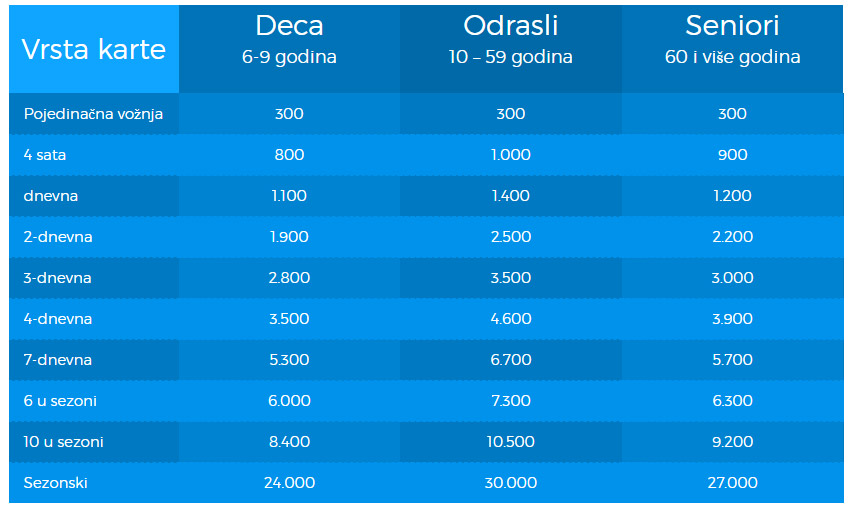 Vrsta karte
Deca
6-9 godina
Odrasli
10 – 59 godina
Seniori
60 i više godina
Pojedinačna vožnja 300 300 300
4 sata 800 1.000 900
dnevna 1.100 1.400 1.200
2-dnevna 1.900 2.500 2.200
3-dnevna 2.800 3.500 3.000
4-dnevna 3.500 4.600 3.900
7-dnevna 5.300 6.700 5.700
6 u sezoni 6.000 7.300 6.300
10 u sezoni 8.400 10.500 9.200
Sezonski 24.000 30.000 27.000